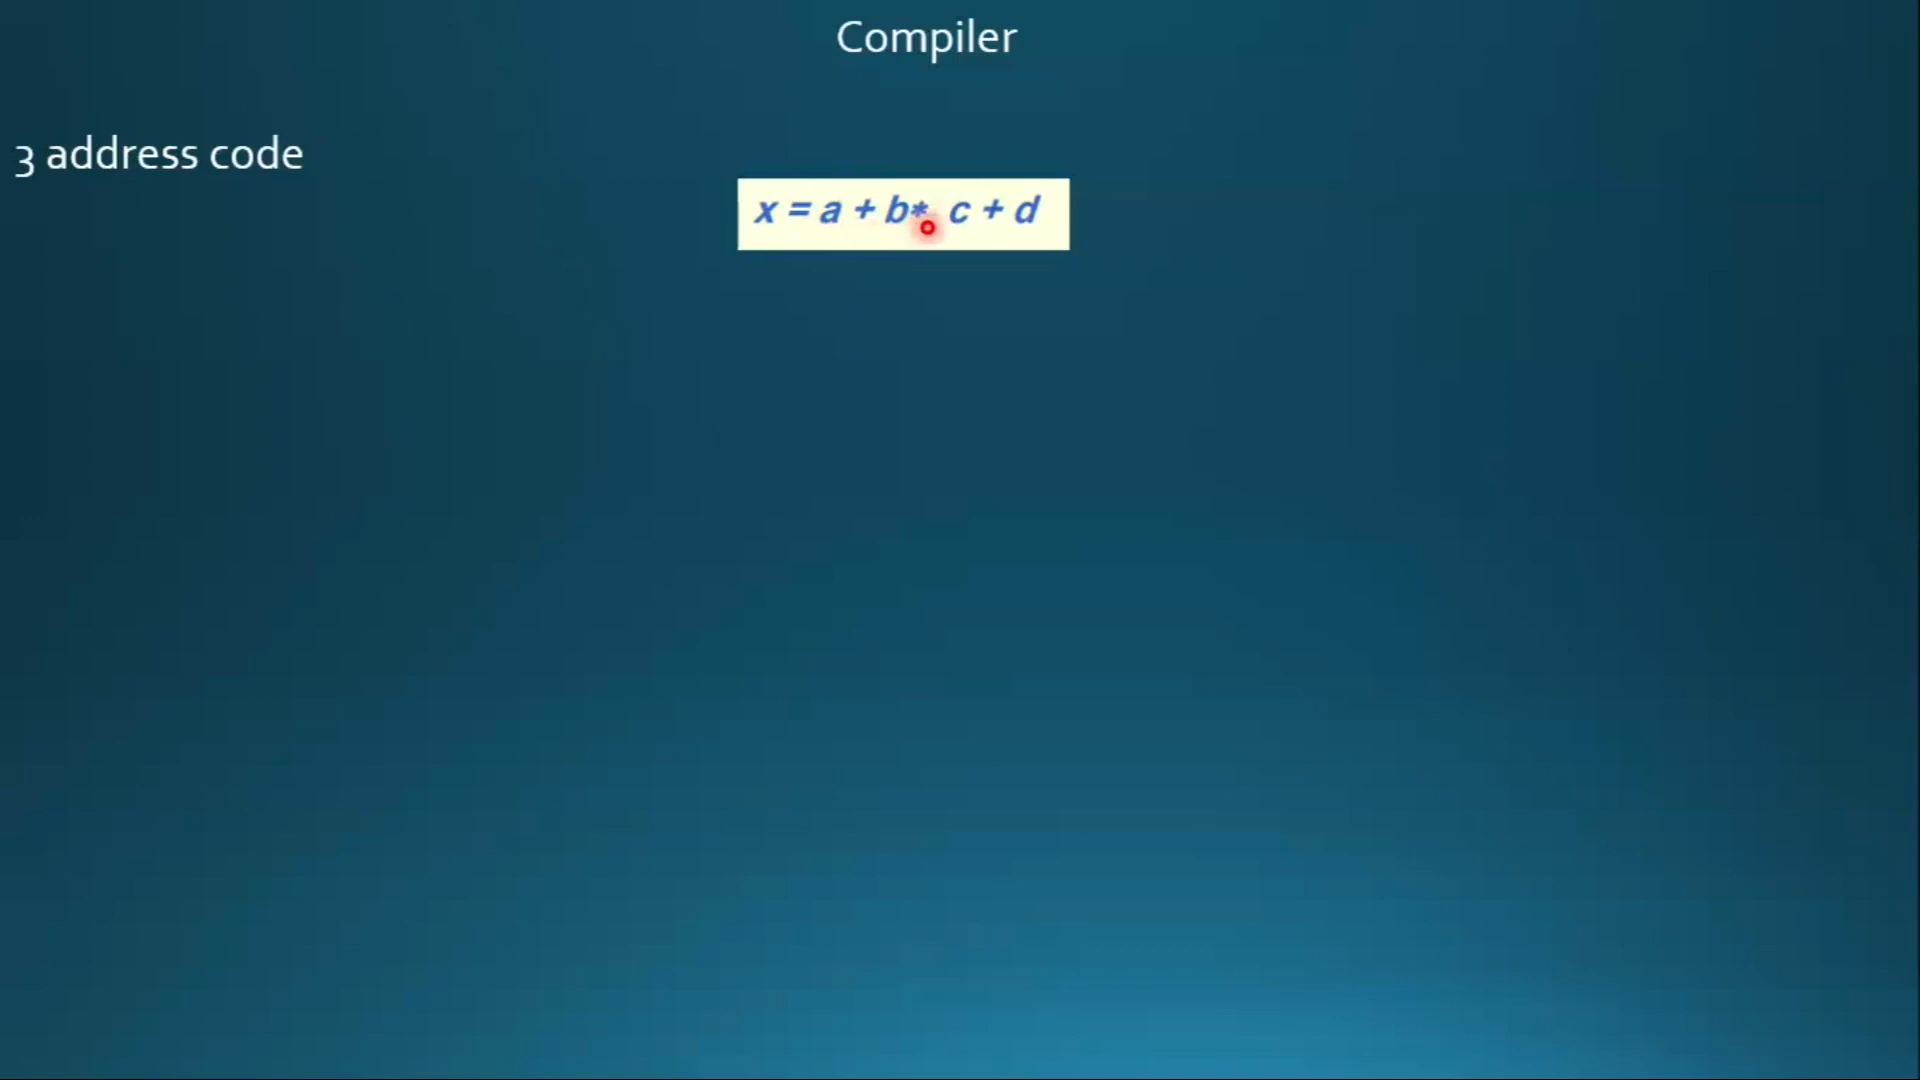 Compiler
3 address code
x = a + b* c + d